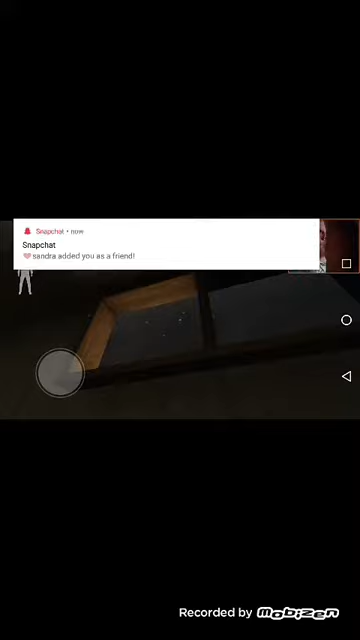 Snapchat • now
Snapchat
💗sandra added you as a friend!
Recorded by Mobizen